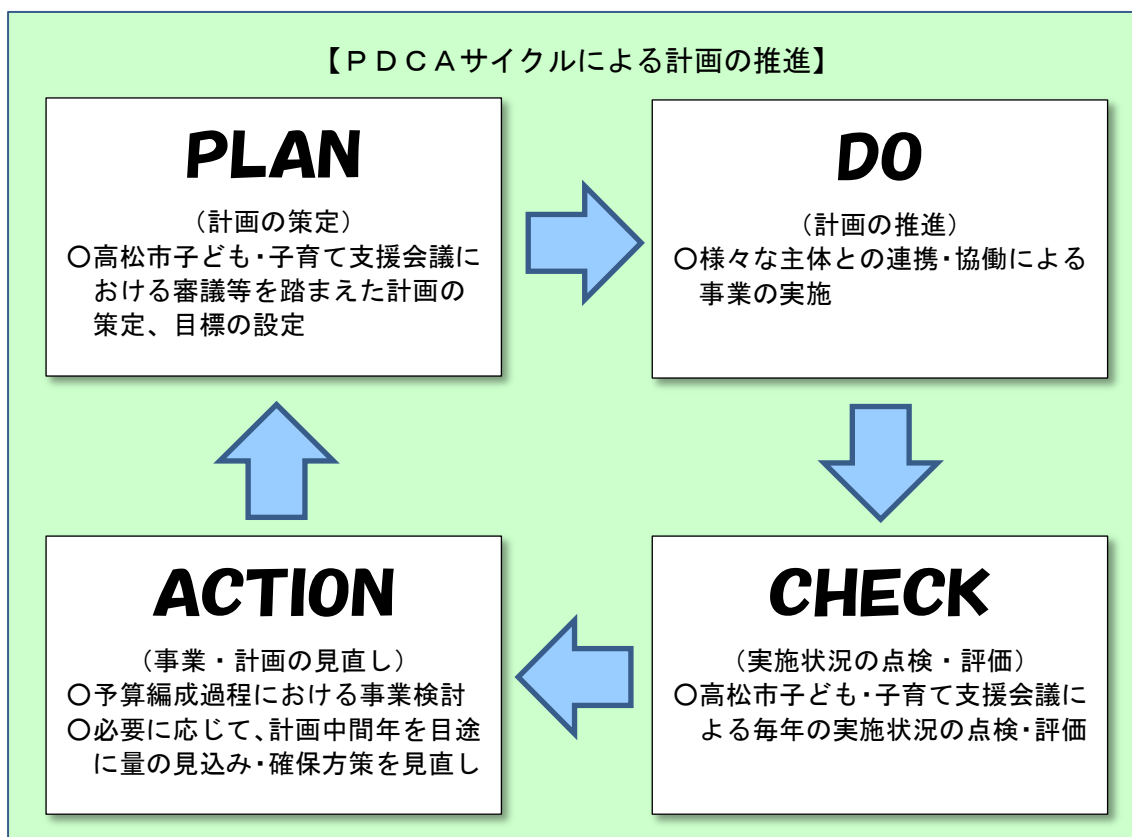 【ＰＤＣＡサイクルによる計画の推進】
PLAN
（計画の策定）
〇高松市子ども・子育て支援会議に
おける審議等を踏まえた計画の
策定、目標の設定
DO
（計画の推進）
〇様々な主体との連携・協働による
事業の実施
ACTION
（事業・計画の見直し）
〇予算編成過程における事業検討
〇必要に応じて、計画中間年を目途
に量の見込み・確保方策を見直し
CHECK
（実施状況の点検・評価）
〇高松市子ども・子育て支援会議に
よる毎年の実施状況の点検・評価